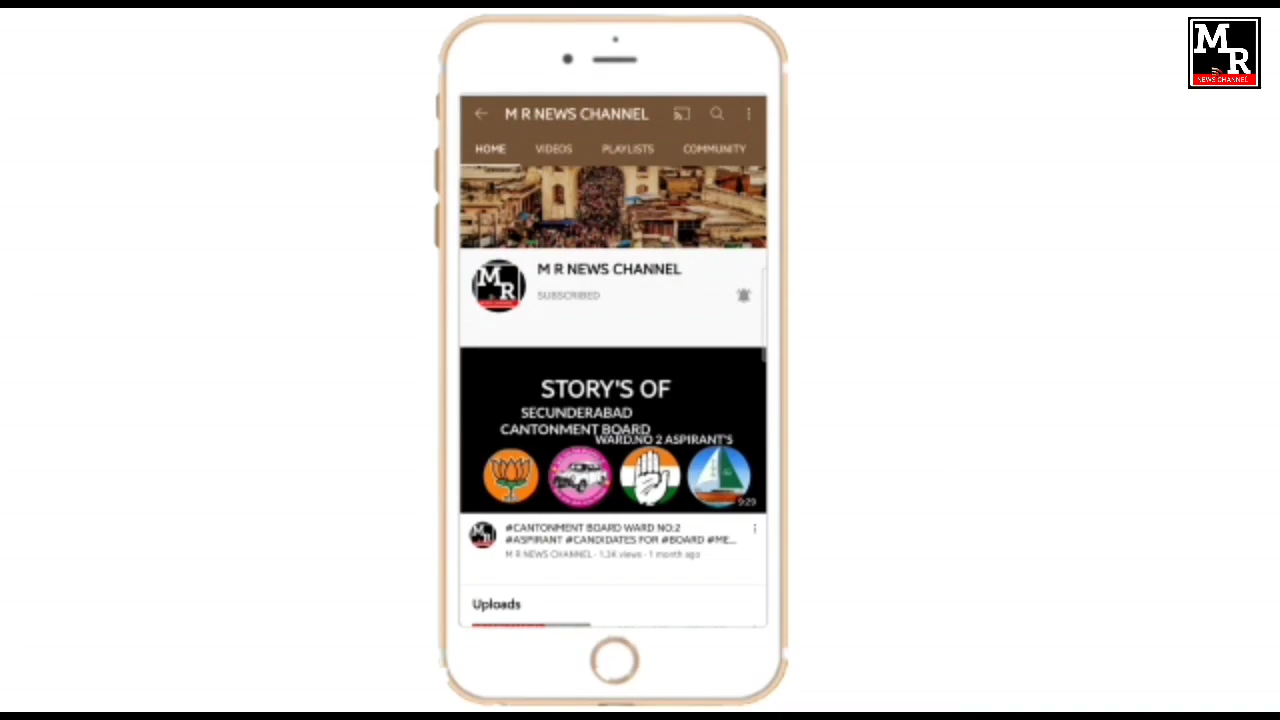 M
R
NEWS CHANNEL
M R NEWS CHANNEL
HOME VIDEOS PLAYLISTS COMMUNITY
M R NEWS CHANNEL
M
R
SUBSCRIBED
STORY'S OF
SECUNDERABAD
CANTONMENT BOARD
WARD.NO 2 ASPIRANT'S
9:29
#CANTONMENT BOARD WARD NO:2
#ASPIRANT #CANDIDATES FOR #BOARD #ME...
M R NEWS CHANNEL · 1.3K views · 1 month ago
Uploads